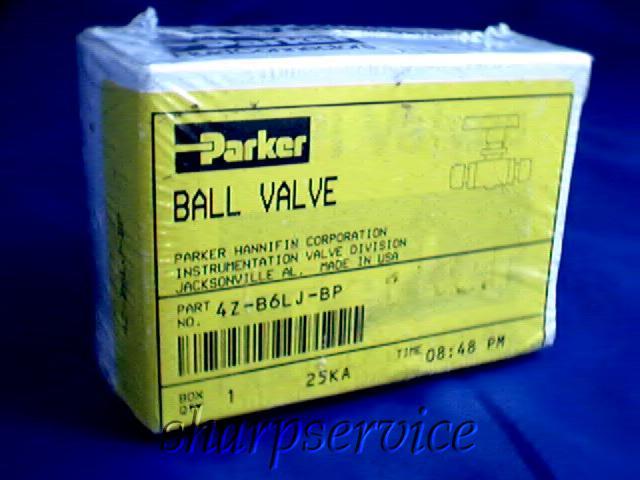 Parker
BALL VALVE
PARKER HANNIFIN CORPORATION
INSTRUMENTATION VALVE DIVISION
JACKSONVILLE AL. MADE IN USA
PART NO. 4Z-B6LJ-BP
BOX QTY 1 25KA TIME 08:48 PM
sharpservice